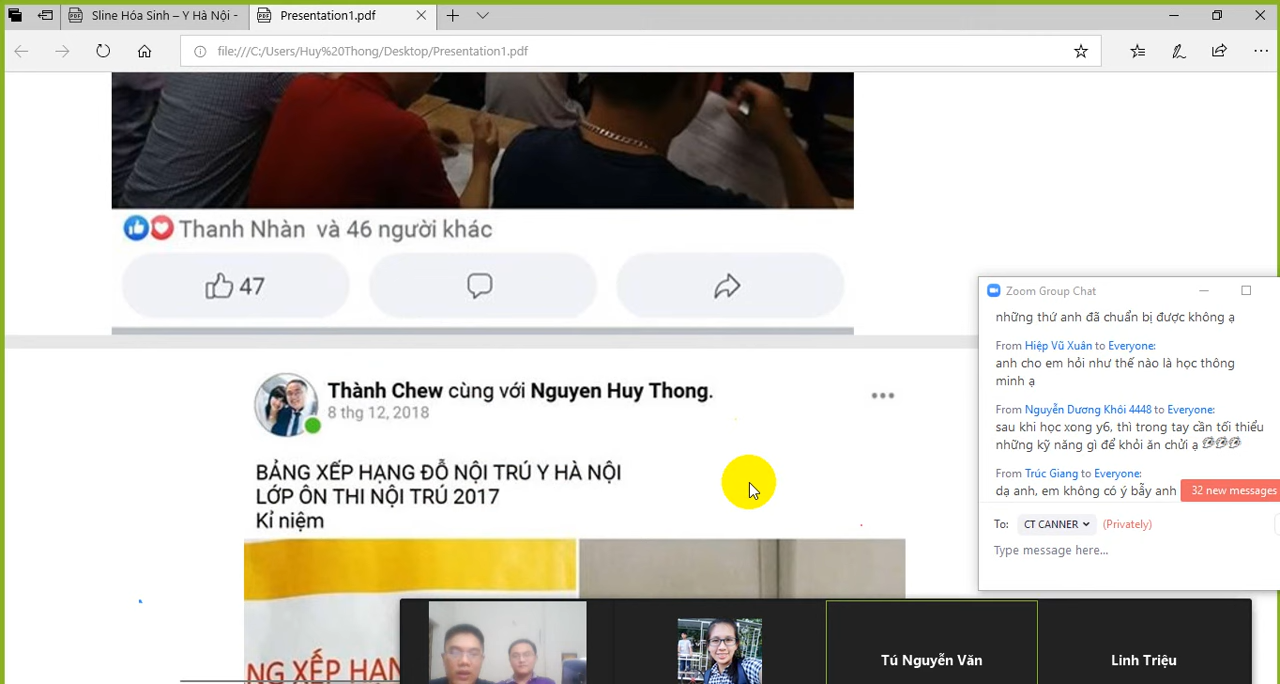 Sline Hóa Sinh – Y Hà Nội -
Presentation1.pdf
file:///C:/Users/Huy%20Thong/Desktop/Presentation1.pdf
Thanh Nhàn và 46 người khác
47
Thành Chew cùng với Nguyen Huy Thong.
8 thg 12, 2018
BẢNG XẾP HẠNG ĐỖ NỘI TRÚ Y HÀ NỘI
LỚP ÔN THI NỘI TRÚ 2017
Kỉ niệm
NG XẾP HẠN
Zoom Group Chat
những thứ anh đã chuẩn bị được không ạ
From Hiệp Vũ Xuân to Everyone:
anh cho em hỏi như thế nào là học thông
minh ạ
From Nguyễn Dương Khôi 4448 to Everyone:
sau khi học xong y6, thì trong tay cần tối thiểu
những kỹ năng gì để khỏi ăn chửi ạ
From Trúc Giang to Everyone:
dạ anh, em không có ý bẫy anh
32 new messages
To: CT CANNER (Privately)
Type message here...
Tú Nguyễn Văn
Linh Triệu